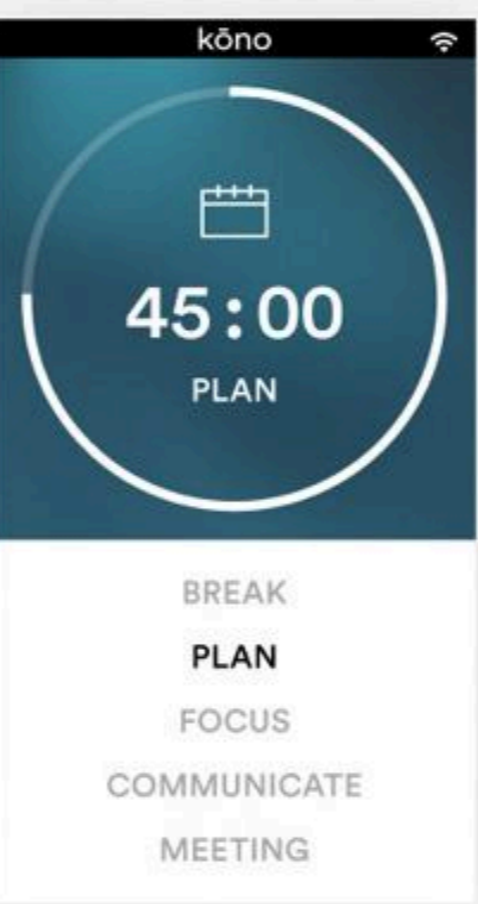 kōno
45:00
PLAN
BREAK
PLAN
FOCUS
COMMUNICATE
MEETING